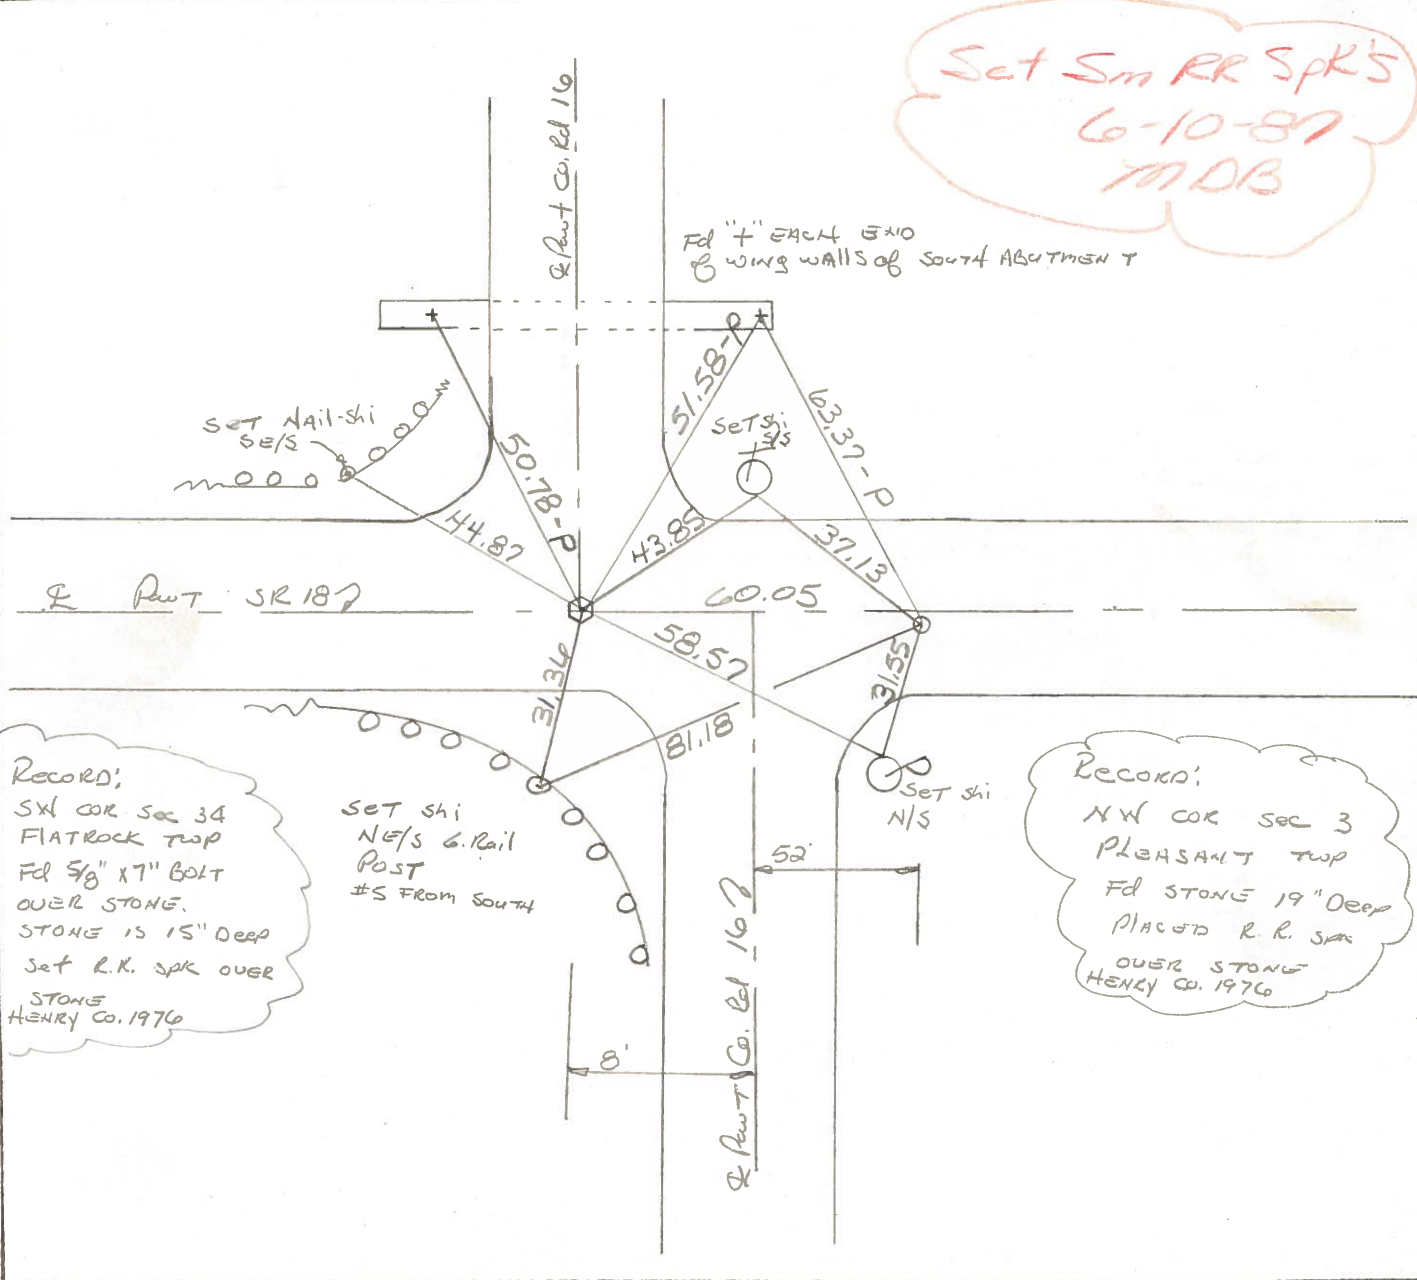 Set Sm RR Spk's
6-10-87
MDB
℄ Pavt Co. Rd 16
Fd "+" EACH END
of WING WALLS of SOUTH ABUTMENT
SET NAil-Shi
SE/S
SET Shi
S/S
50.78-P
51.58-P
63.37-P
44.87
43.85
37.13
℄ PavT SR 187
60.05
58.57
31.36
31.55
81.18
RECORD:
SW COR Sec 34
FLATROCK TWP
Fd 5/8" x 7" BOLT
OVER STONE.
STONE IS 15" Deep
Set R.R. SPK OVER
STONE
HENRY CO. 1976
SET Shi
NE/S G.Rail
POST
#5 FROM SOUTH
SET Shi
N/S
RECORD:
NW COR Sec 3
PLEASANT TWP
Fd STONE 19" Deep
PLACED R.R. SPK
OVER STONE
HENRY CO. 1976
52'
8'
℄ PavT Co. Rd 167